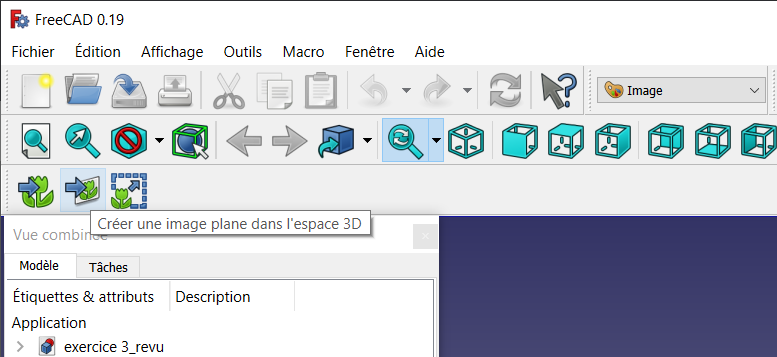 FreeCAD 0.19
Fichier Édition Affichage Outils Macro Fenêtre Aide
Image
Créer une image plane dans l'espace 3D
Vue combinée
Modèle Tâches
Étiquettes & attributs Description
Application
exercice 3_revu